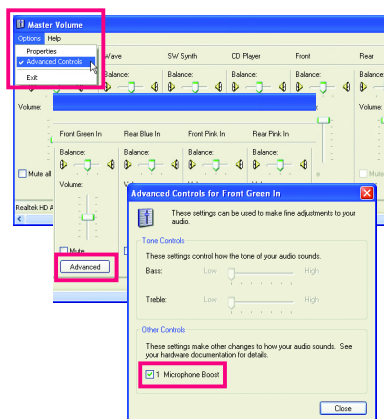 Master Volume
Options Help
Properties
Advanced Controls
Exit
Wave
SW Synth
CD Player
Front
Rear
Balance:
Balance:
Balance:
Balance:
Balance:
Volume:
Volume:
Mute all
Realtek HD A
Front Green In
Rear Blue In
Front Pink In
Rear Pink In
Balance:
Balance:
Balance:
Balance:
Volume:
Mute
Advanced
Advanced Controls for Front Green In
These settings can be used to make fine adjustments to your
audio.
Tone Controls
These settings control how the tone of your audio sounds.
Bass:
Low
High
Treble:
Low
High
Other Controls
These settings make other changes to how your audio sounds. See
your hardware documentation for details.
1 Microphone Boost
Close